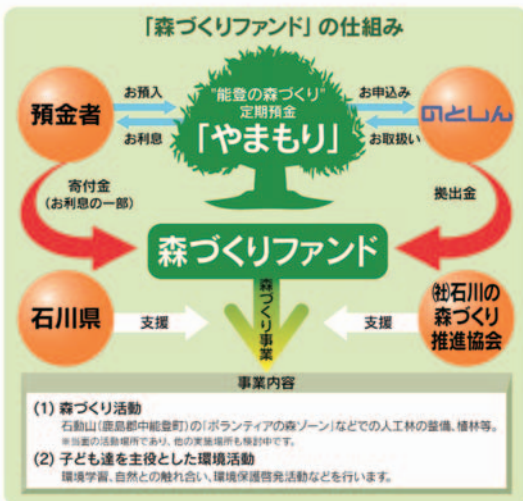 「森づくりファンド」の仕組み
預金者
お預入
お利息
"能登の森づくり"
定期預金
「やまもり」
お申込み
お取扱い
のとしん
寄付金
(お利息の一部)
拠出金
森づくりファンド
石川県
支援
森づくり事業
支援
㈳石川の
森づくり
推進協会
事業内容
(1) 森づくり活動
石動山(鹿島郡中能登町)の「ボランティアの森ゾーン」などでの人工林の整備、植林等。
※当面の活動場所であり、他の実施場所も検討中です。
(2) 子ども達を主役とした環境活動
環境学習、自然との触れ合い、環境保護啓発活動などを行います。